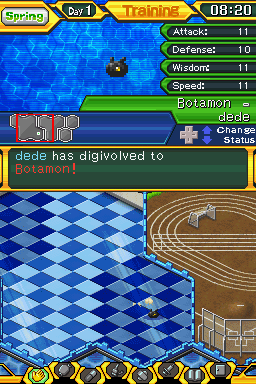 Spring
Day 1
Training
08:20
Attack: 11
Defense: 10
Wisdom: 11
Speed: 11
Botamon -
dede
Change
Status
dede has digivolved to
Botamon!